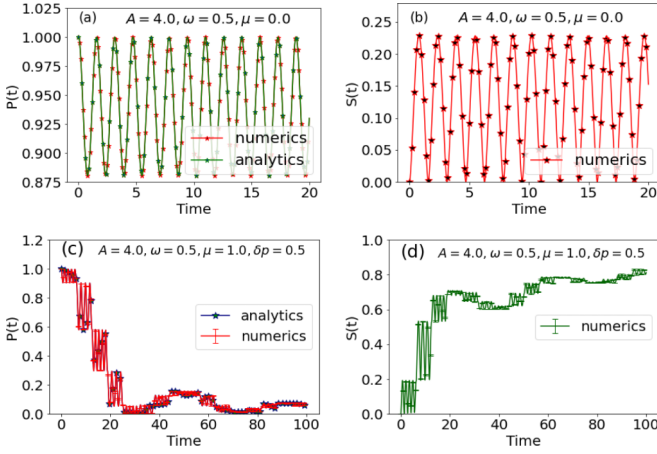 (a) A = 4.0, ω = 0.5, μ = 0.0
1.025
1.000
0.975
0.950
0.925
0.900
0.875
P(t)
numerics
analytics
0 5 10 15 20
Time
(b) A = 4.0, ω = 0.5, μ = 0.0
0.25
0.20
0.15
0.10
0.05
0.00
S(t)
numerics
0 5 10 15 20
Time
(c) A = 4.0, ω = 0.5, μ = 1.0, δp = 0.5
1.2
1.0
0.8
0.6
0.4
0.2
0.0
P(t)
analytics
numerics
0 20 40 60 80 100
Time
(d) A = 4.0, ω = 0.5, μ = 1.0, δp = 0.5
1.0
0.8
0.6
0.4
0.2
0.0
S(t)
numerics
0 20 40 60 80 100
Time